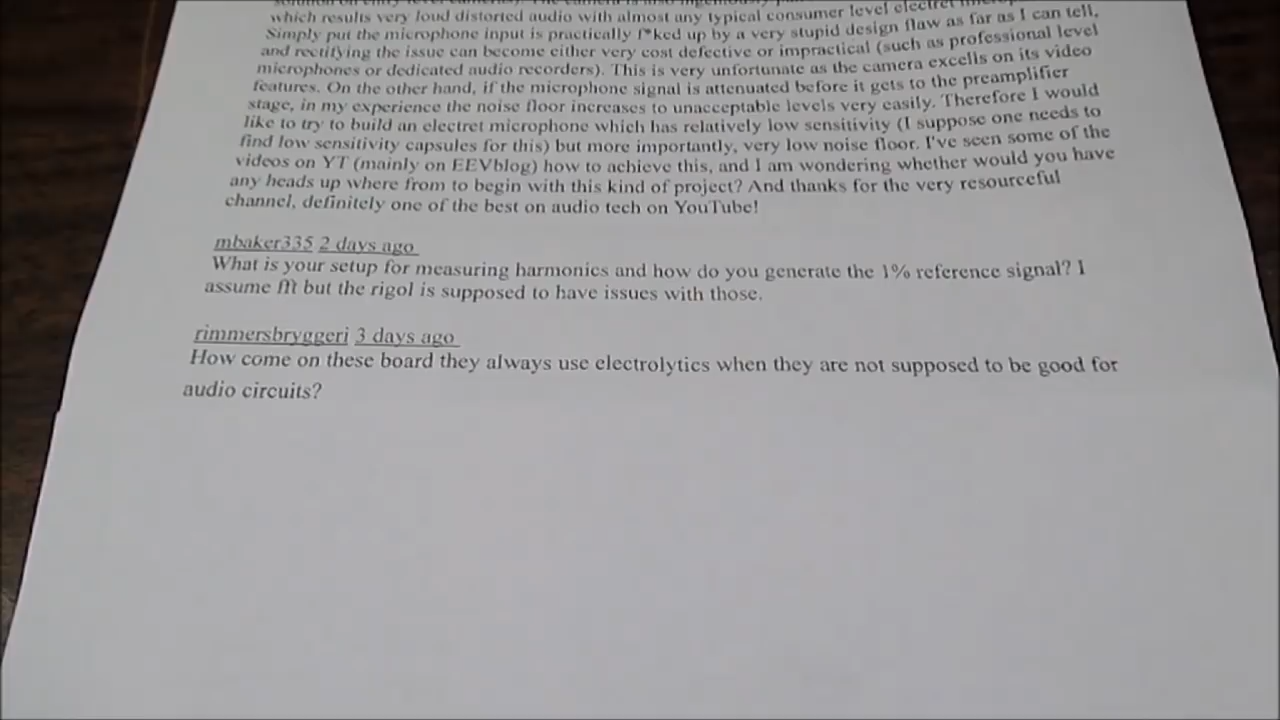 which results very loud distorted audio with almost any typical consumer level electret
Simply put the microphone input is practically f*ked up by a very stupid design flaw as far as I can tell,
and rectifying the issue can become either very cost defective or impractical (such as professional level
microphones or dedicated audio recorders). This is very unfortunate as the camera excells on its video
features. On the other hand, if the microphone signal is attenuated before it gets to the preamplifier
stage, in my experience the noise floor increases to unacceptable levels very easily. Therefore I would
like to try to build an electret microphone which has relatively low sensitivity (I suppose one needs to
find low sensitivity capsules for this) but more importantly, very low noise floor. I've seen some of the
videos on YT (mainly on EEVblog) how to achieve this, and I am wondering whether would you have
any heads up where from to begin with this kind of project? And thanks for the very resourceful
channel, definitely one of the best on audio tech on YouTube!
mbaker335 2 days ago
What is your setup for measuring harmonics and how do you generate the 1% reference signal? I
assume fft but the rigol is supposed to have issues with those.
rimmersbryggeri 3 days ago
How come on these board they always use electrolytics when they are not supposed to be good for
audio circuits?